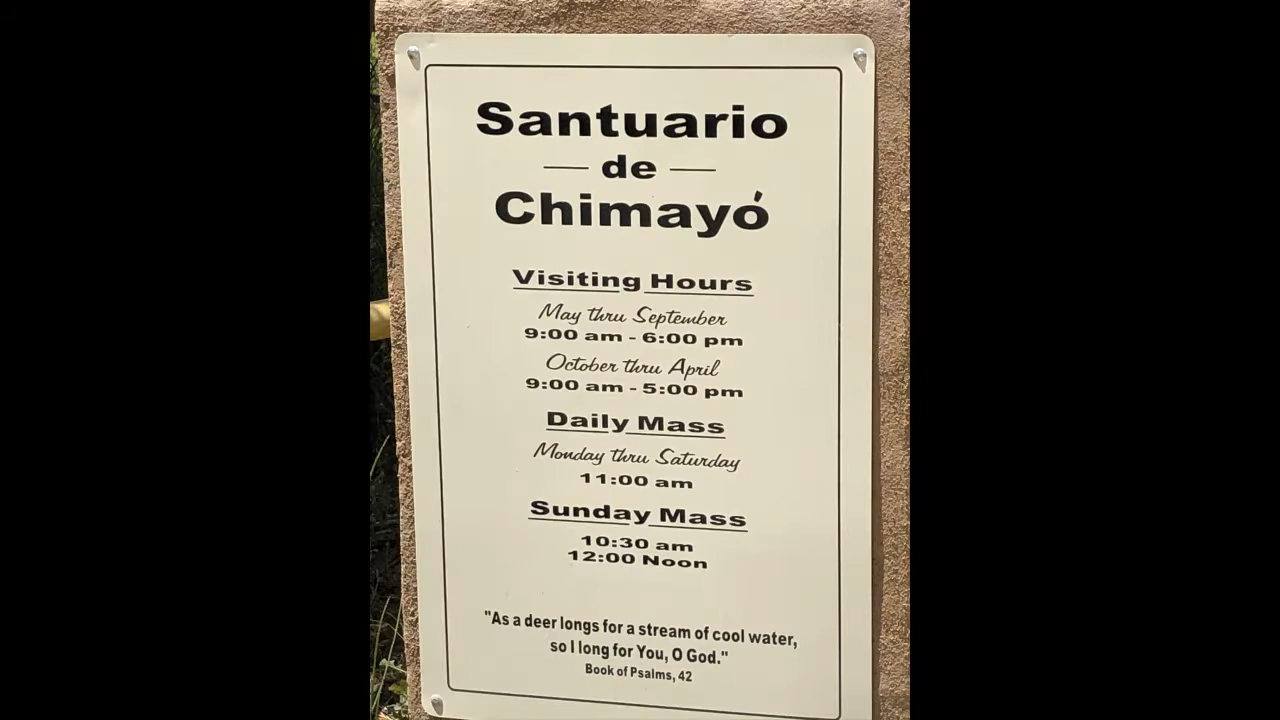 Santuario
— de —
Chimayó
Visiting Hours
May thru September
9:00 am - 6:00 pm
October thru April
9:00 am - 5:00 pm
Daily Mass
Monday thru Saturday
11:00 am
Sunday Mass
10:30 am
12:00 Noon
"As a deer longs for a stream of cool water,
so I long for You, O God."
Book of Psalms, 42